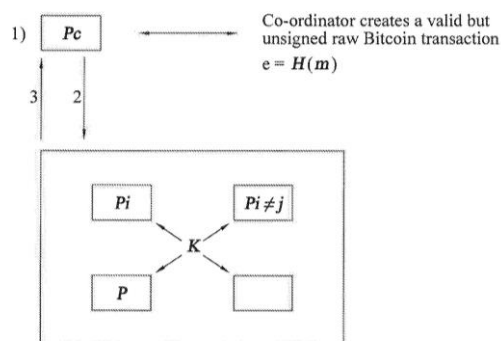 1) Pc
Co-ordinator creates a valid but
unsigned raw Bitcoin transaction
e = H(m)
3 2
Pi Pi≠j
K
P